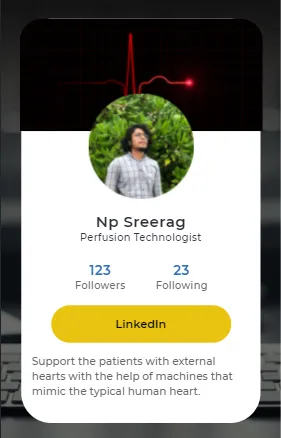 Np Sreerag
Perfusion Technologist
123 23
Followers Following
LinkedIn
Support the patients with external
hearts with the help of machines that
mimic the typical human heart.